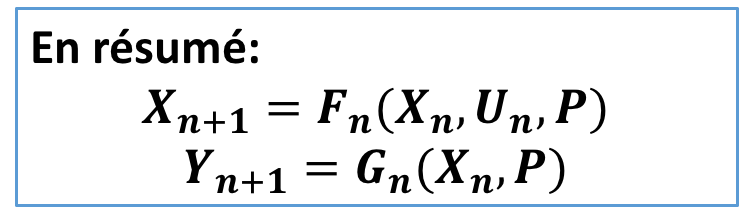 En résumé:
Xₙ₊₁ = Fₙ(Xₙ, Uₙ, P)
Yₙ₊₁ = Gₙ(Xₙ, P)